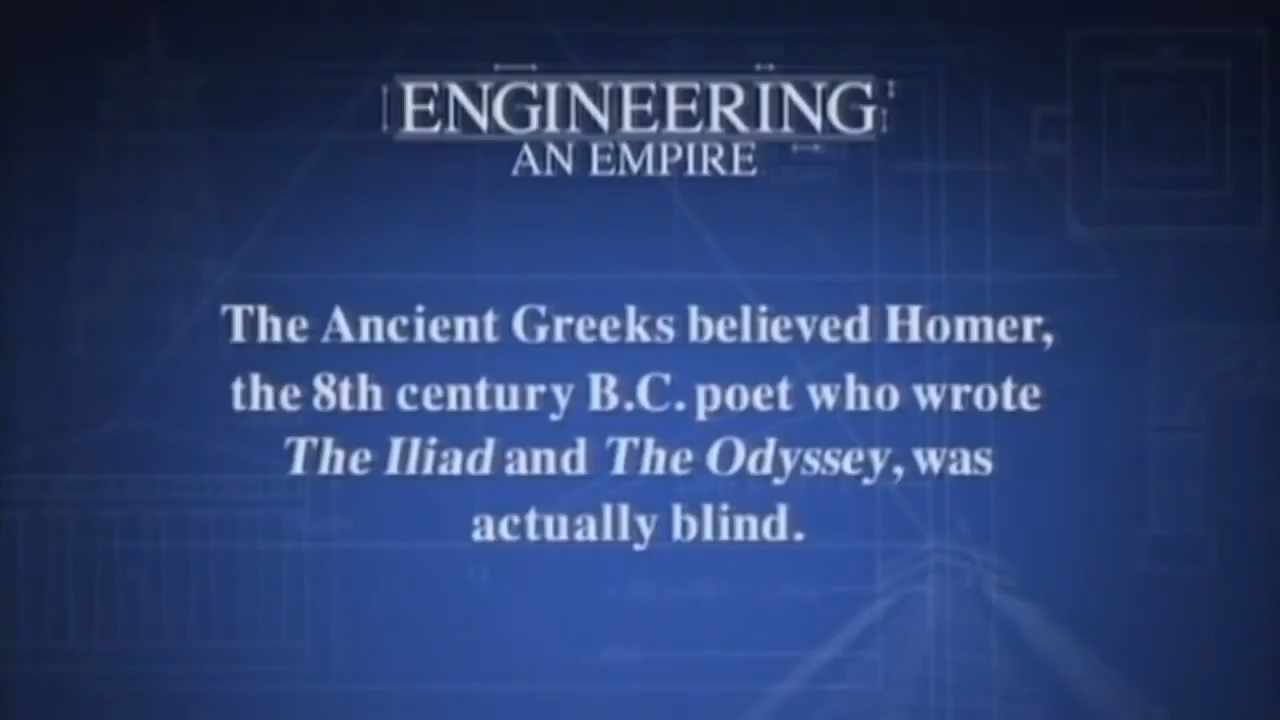 ENGINEERING
AN EMPIRE
The Ancient Greeks believed Homer,
the 8th century B.C. poet who wrote
The Iliad and The Odyssey, was
actually blind.